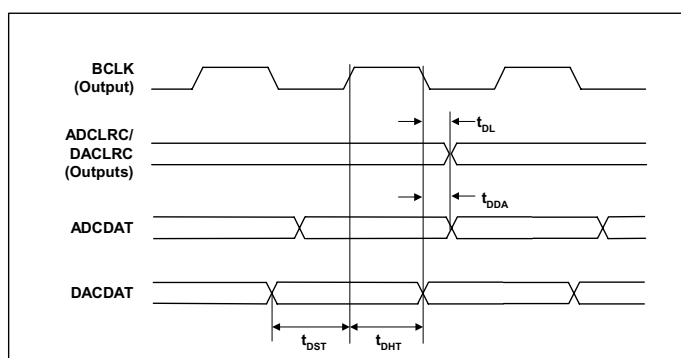 BCLK
(Output)
t_DL
ADCLRC/
DACLRC
(Outputs)
t_DDA
ADCDAT
DACDAT
t_DST
t_DHT